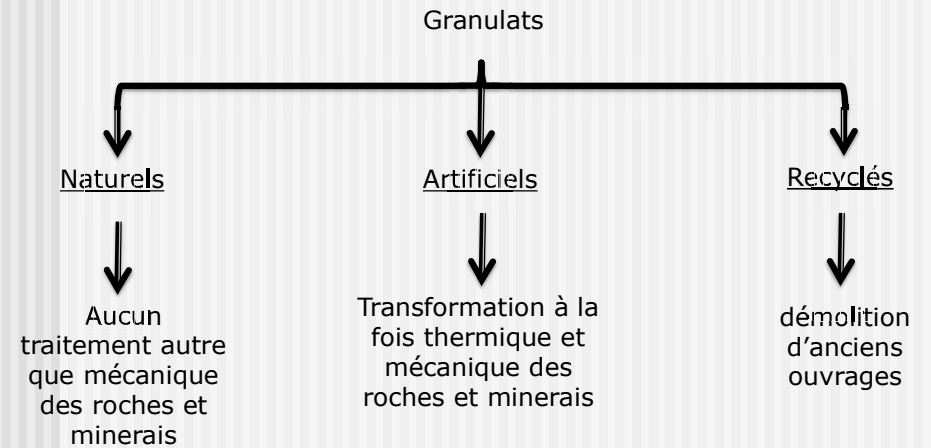 Granulats
Naturels
Artificiels
Recyclés
Aucun
traitement autre
que mécanique
des roches et
minerais
Transformation à la
fois thermique et
mécanique des
roches et minerais
démolition
d’anciens
ouvrages